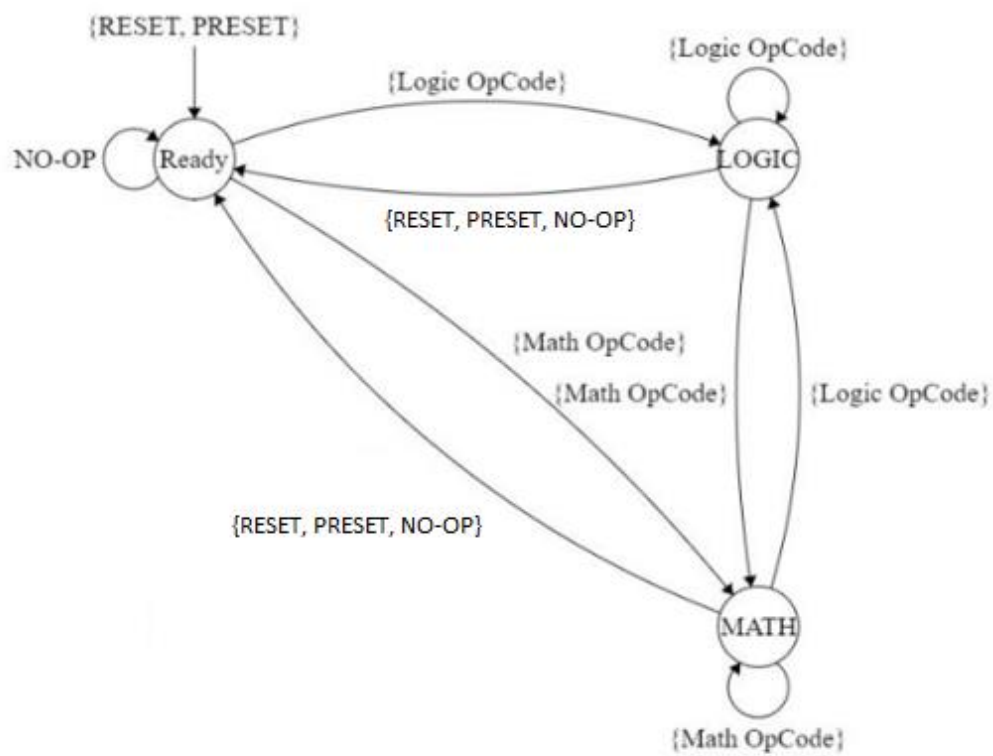 {RESET, PRESET}
{Logic OpCode}
{Logic OpCode}
NO-OP
Ready
LOGIC
{RESET, PRESET, NO-OP}
{Math OpCode}
{Math OpCode}
{Logic OpCode}
{RESET, PRESET, NO-OP}
MATH
{Math OpCode}